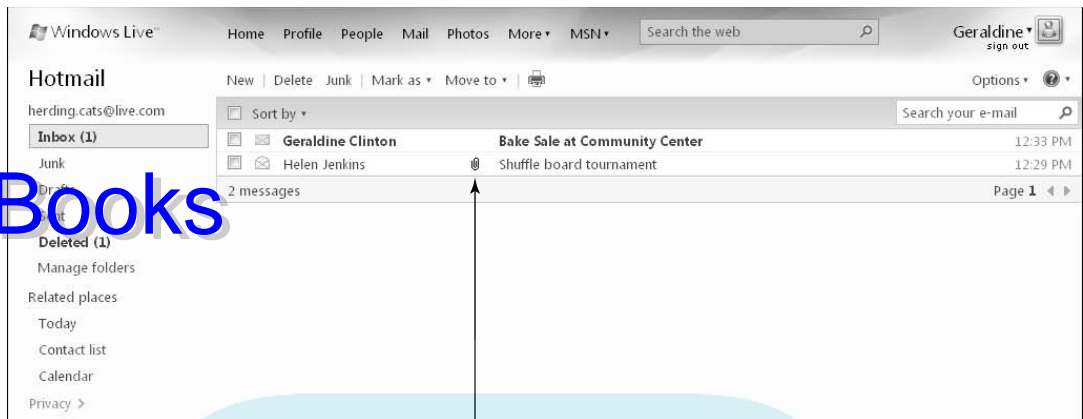 Windows Live™
Home Profile People Mail Photos More MSN Search the web
Geraldine
sign out
Hotmail
New | Delete Junk | Mark as Move to |
Options
herding.cats@live.com
Sort by
Search your e-mail
Inbox (1)
Geraldine Clinton Bake Sale at Community Center 12:33 PM
Junk
Helen Jenkins Shuffle board tournament 12:29 PM
Drafts
2 messages Page 1
Books
Sent
Deleted (1)
Manage folders
Related places
Today
Contact list
Calendar
Privacy >